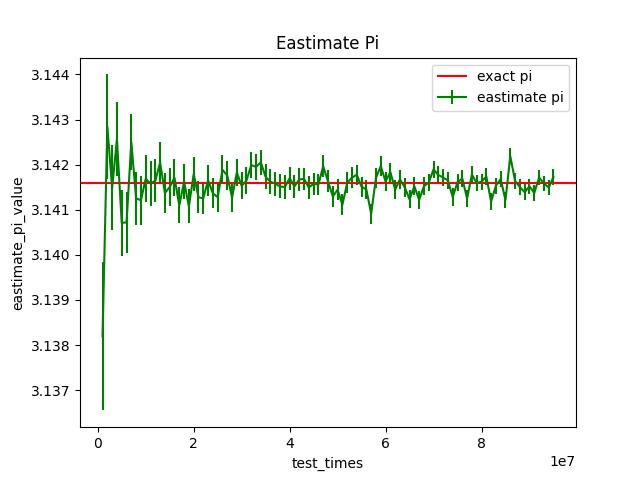 Eastimate Pi
exact pi
eastimate pi
eastimate_pi_value
3.144
3.143
3.142
3.141
3.140
3.139
3.138
3.137
0 2 4 6 8
1e7
test_times